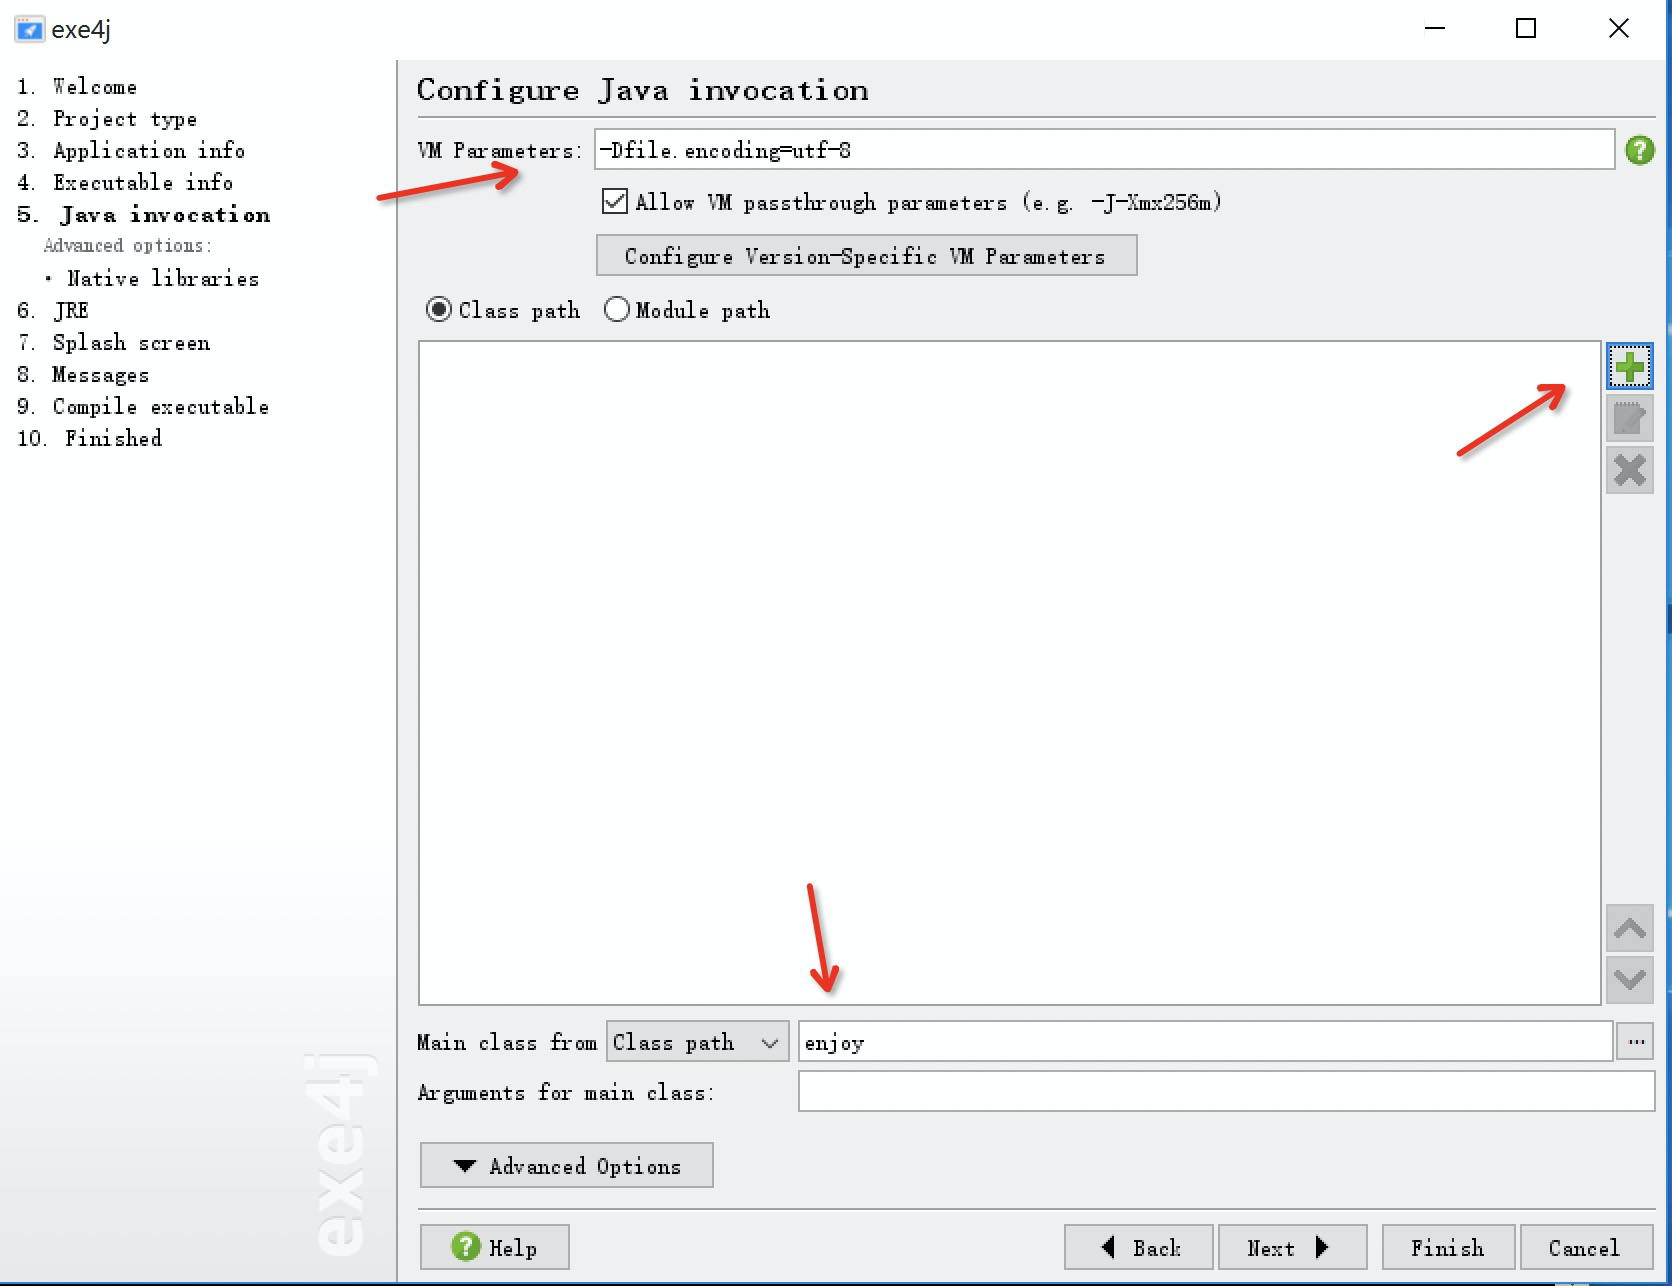 exe4j
1. Welcome
2. Project type
3. Application info
4. Executable info
5. Java invocation
Advanced options:
• Native libraries
6. JRE
7. Splash screen
8. Messages
9. Compile executable
10. Finished
exe4j
Configure Java invocation
VM Parameters: -Dfile.encoding=utf-8
Allow VM passthrough parameters (e.g. -J-Xmx256m)
Configure Version-Specific VM Parameters
Class path Module path
Main class from Class path enjoy ...
Arguments for main class:
Advanced Options
Help Back Next Finish Cancel